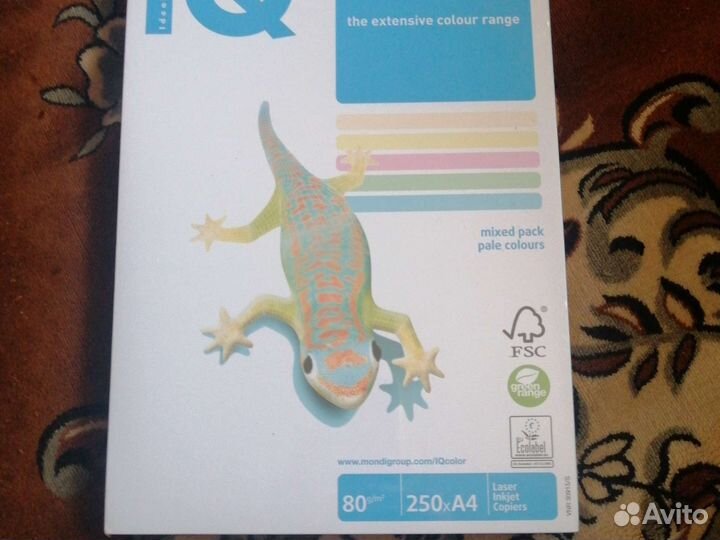 IQ
the extensive colour range
mixed pack
pale colours
FSC
green
range
Ecolabel
www.mondigroup.com/IQcolor
80 g/m²
250xA4
Laser
Inkjet
Copiers
Avito